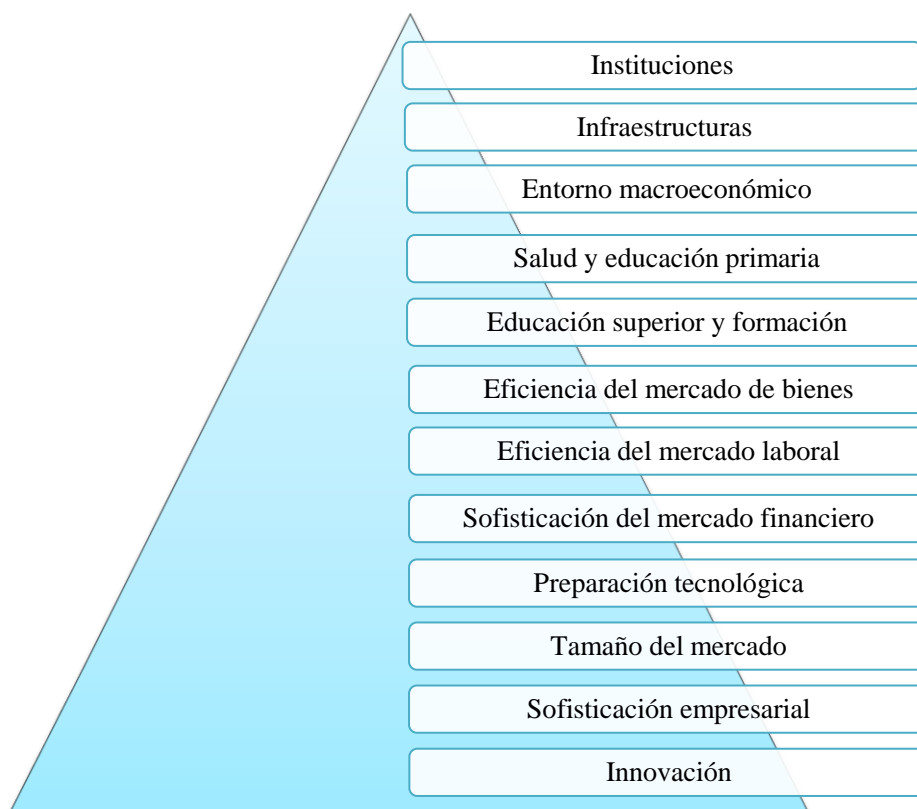 Instituciones
Infraestructuras
Entorno macroeconómico
Salud y educación primaria
Educación superior y formación
Eficiencia del mercado de bienes
Eficiencia del mercado laboral
Sofisticación del mercado financiero
Preparación tecnológica
Tamaño del mercado
Sofisticación empresarial
Innovación